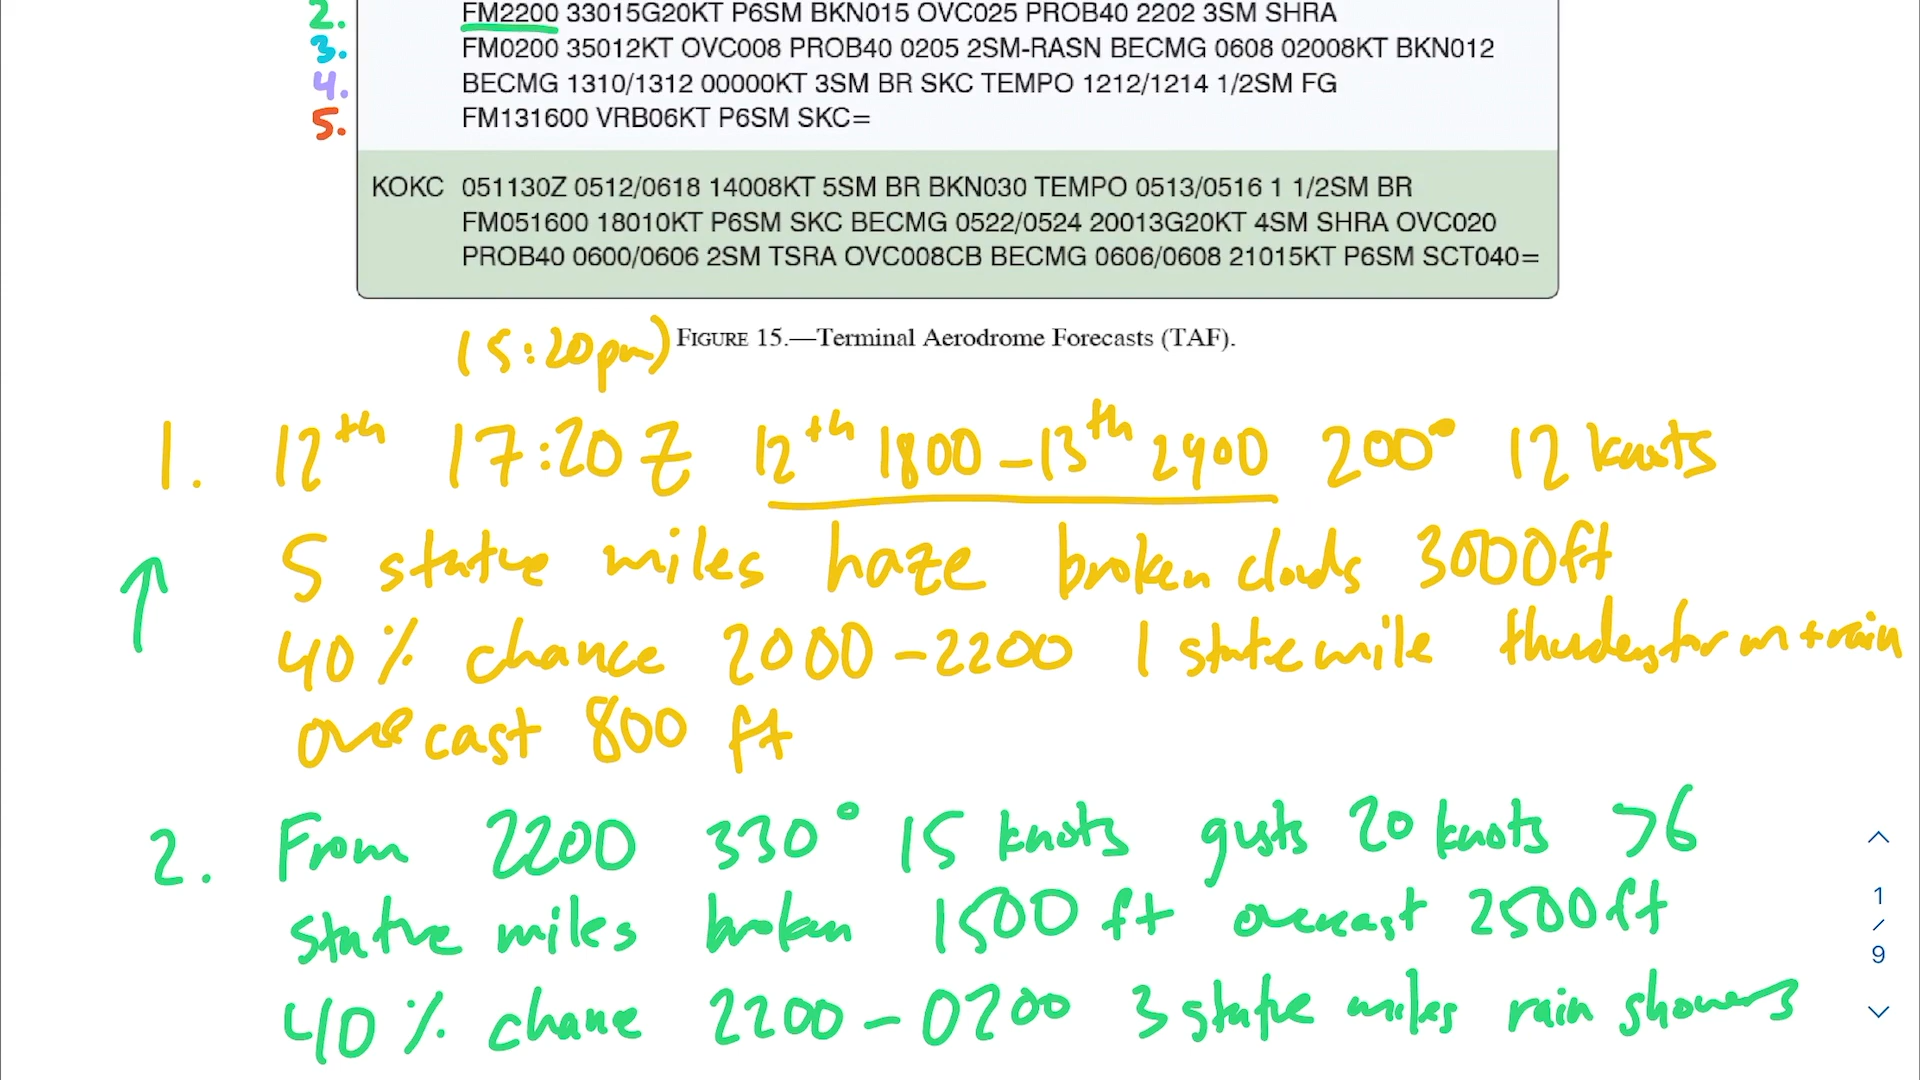 2. FM2200 33015G20KT P6SM BKN015 OVC025 PROB40 2202 3SM SHRA
3. FM0200 35012KT OVC008 PROB40 0205 2SM-RASN BECMG 0608 02008KT BKN012
4. BECMG 1310/1312 00000KT 3SM BR SKC TEMPO 1212/1214 1/2SM FG
5. FM131600 VRB06KT P6SM SKC=
KOKC 051130Z 0512/0618 14008KT 5SM BR BKN030 TEMPO 0513/0516 1 1/2SM BR
FM051600 18010KT P6SM SKC BECMG 0522/0524 20013G20KT 4SM SHRA OVC020
PROB40 0600/0606 2SM TSRA OVC008CB BECMG 0606/0608 21015KT P6SM SCT040=
FIGURE 15.—Terminal Aerodrome Forecasts (TAF).
(5:20pm)
1. 12th 17:20 Z 12th 1800 - 13th 2400 200° 12 knots
5 statue miles haze broken clouds 3000ft
40% chance 2000 - 2200 1 statue mile thunderstorm + rain
overcast 800 ft
2. From 2200 330° 15 knots gusts 20 knots >6
statue miles broken 1500 ft overcast 2500ft
40% chance 2200 - 0200 3 statue miles rain showers
1
/
9